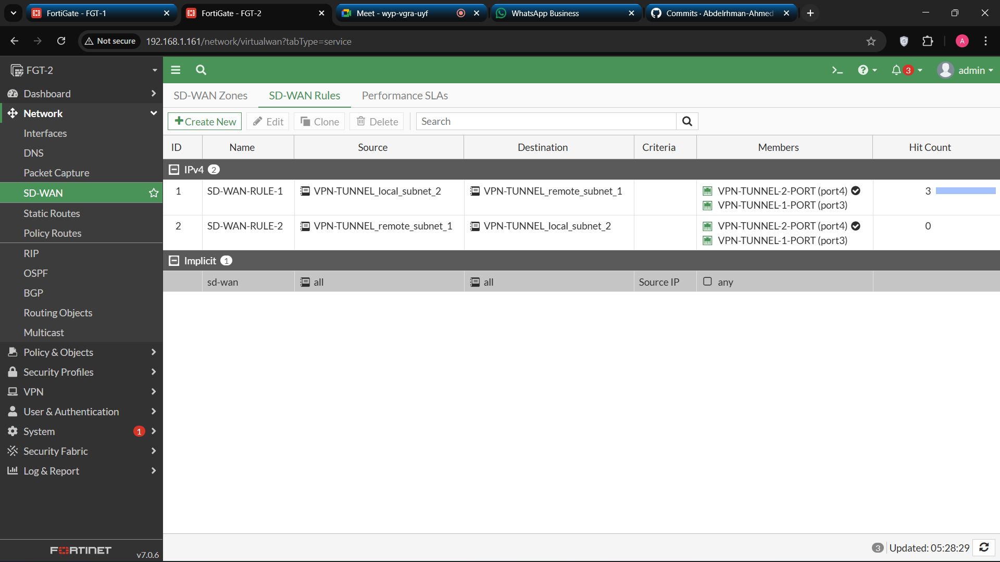 FortiGate - FGT-1
FortiGate - FGT-2
Meet - wyp-vgra-uyf
WhatsApp Business
Commits · Abdelrhman-Ahmed
Not secure
192.168.1.161/network/virtualwan?tabType=service
A
FGT-2
3
admin
Dashboard
Network
Interfaces
DNS
Packet Capture
SD-WAN
Static Routes
Policy Routes
RIP
OSPF
BGP
Routing Objects
Multicast
Policy & Objects
Security Profiles
VPN
User & Authentication
System 1
Security Fabric
Log & Report
FORTINET v7.0.6
SD-WAN Zones SD-WAN Rules Performance SLAs
Create New Edit Clone Delete Search
ID Name Source Destination Criteria Members Hit Count
IPv4 2
1 SD-WAN-RULE-1 VPN-TUNNEL_local_subnet_2 VPN-TUNNEL_remote_subnet_1 VPN-TUNNEL-2-PORT (port4) 3
VPN-TUNNEL-1-PORT (port3)
2 SD-WAN-RULE-2 VPN-TUNNEL_remote_subnet_1 VPN-TUNNEL_local_subnet_2 VPN-TUNNEL-2-PORT (port4) 0
VPN-TUNNEL-1-PORT (port3)
Implicit 1
sd-wan all all Source IP any
3 Updated: 05:28:29